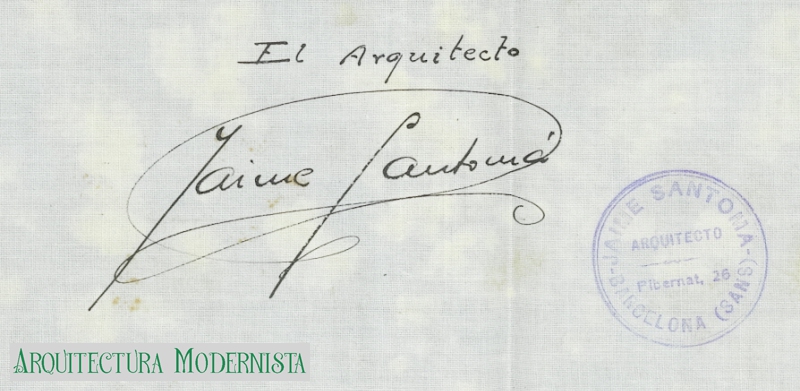 El Arquitecto
Jaime Santomá
JAIME SANTOMA
ARQUITECTO
Pibernat, 26
BARCELONA (SANS)
ARQUITECTURA MODERNISTA